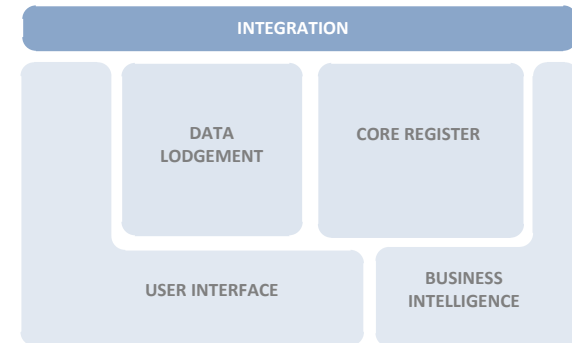 INTEGRATION
DATA
LODGEMENT
CORE REGISTER
USER INTERFACE
BUSINESS
INTELLIGENCE